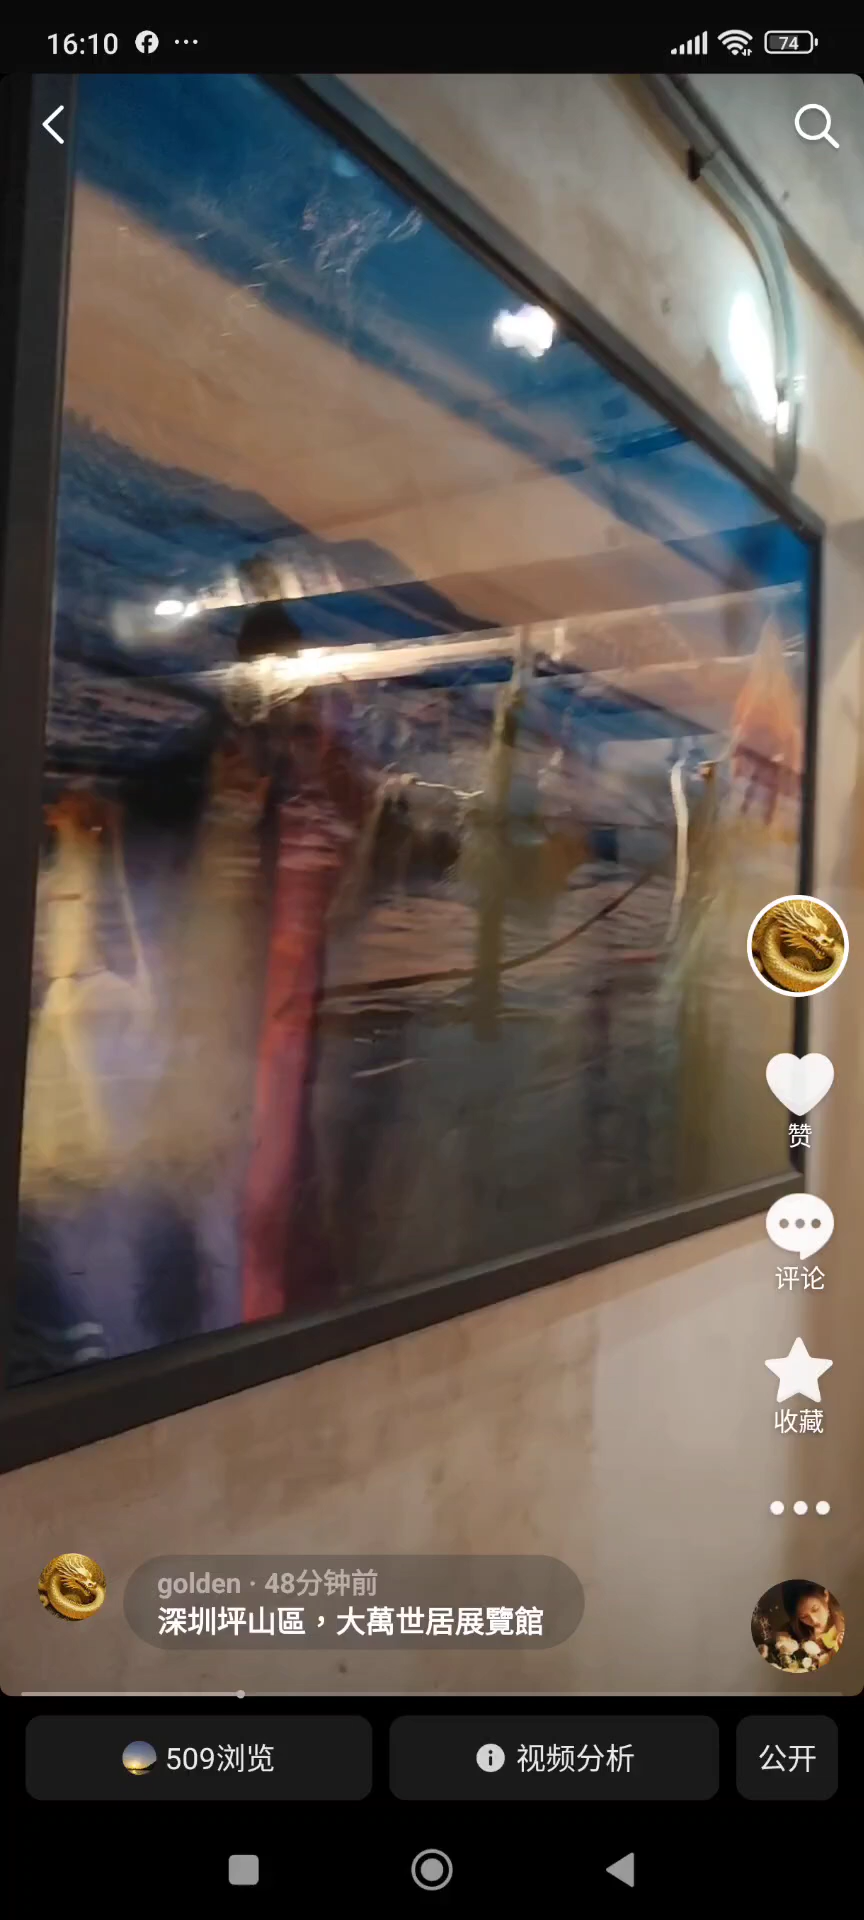 16:10
74
赞
评论
收藏
golden · 48分钟前
深圳坪山區，大萬世居展覽館
509浏览
视频分析
公开